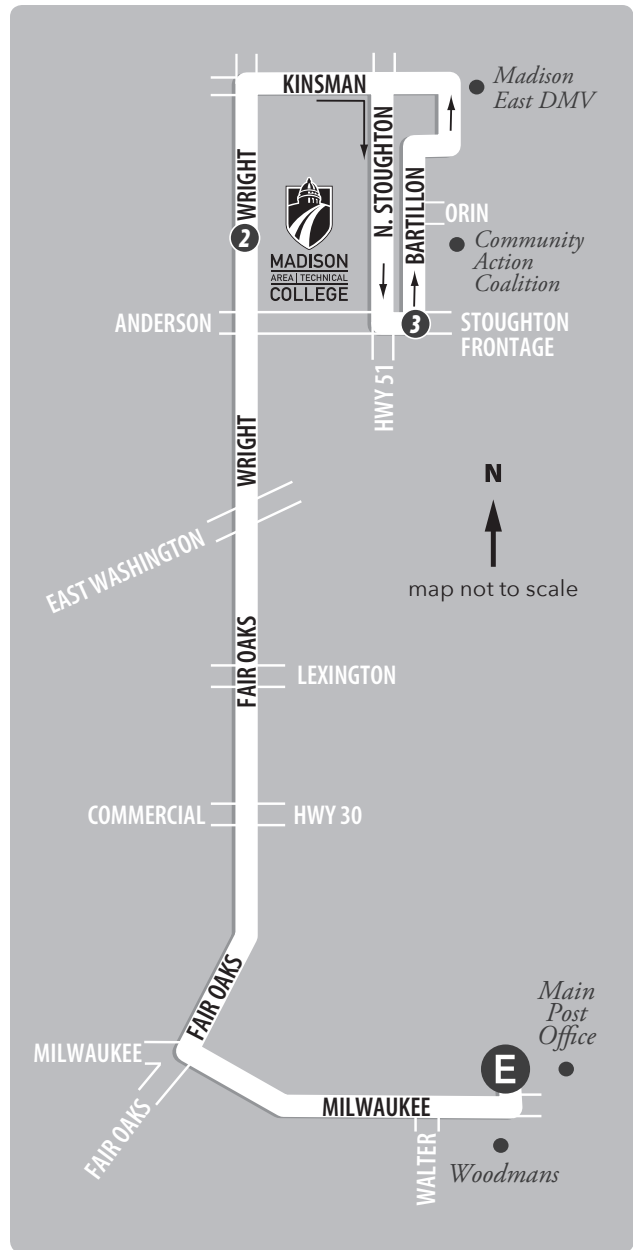 KINSMAN
Madison
East DMV
WRIGHT
N. STOUGHTON
BARTILLON
ORIN
2
MADISON
AREA TECHNICAL
COLLEGE
Community
Action
Coalition
ANDERSON
3
STOUGHTON
FRONTAGE
HWY 51
WRIGHT
N
EAST WASHINGTON
map not to scale
FAIR OAKS
LEXINGTON
COMMERCIAL
HWY 30
FAIR OAKS
Main
Post
Office
MILWAUKEE
E
FAIR OAKS
MILWAUKEE
WALTER
Woodmans